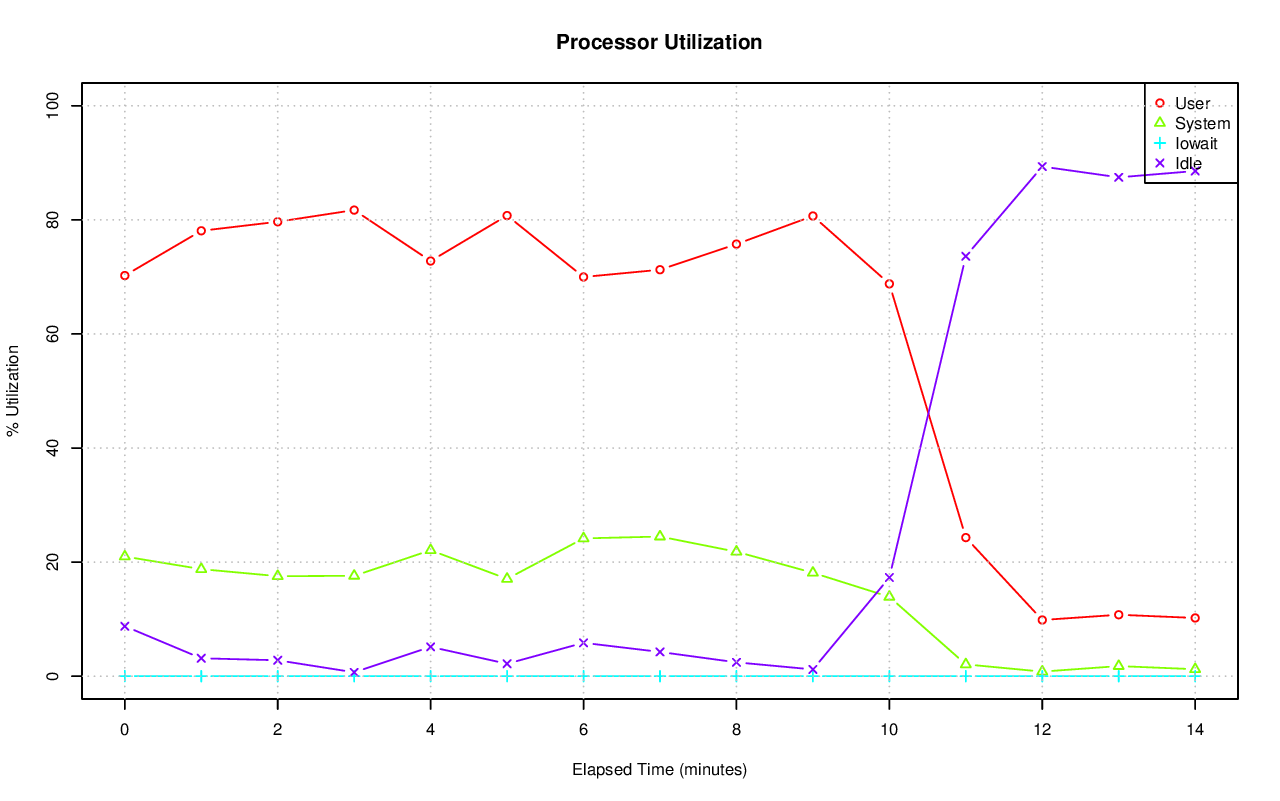 Processor Utilization
100
80
60
40
20
0
% Utilization
User
System
Iowait
Idle
0 2 4 6 8 10 12 14
Elapsed Time (minutes)